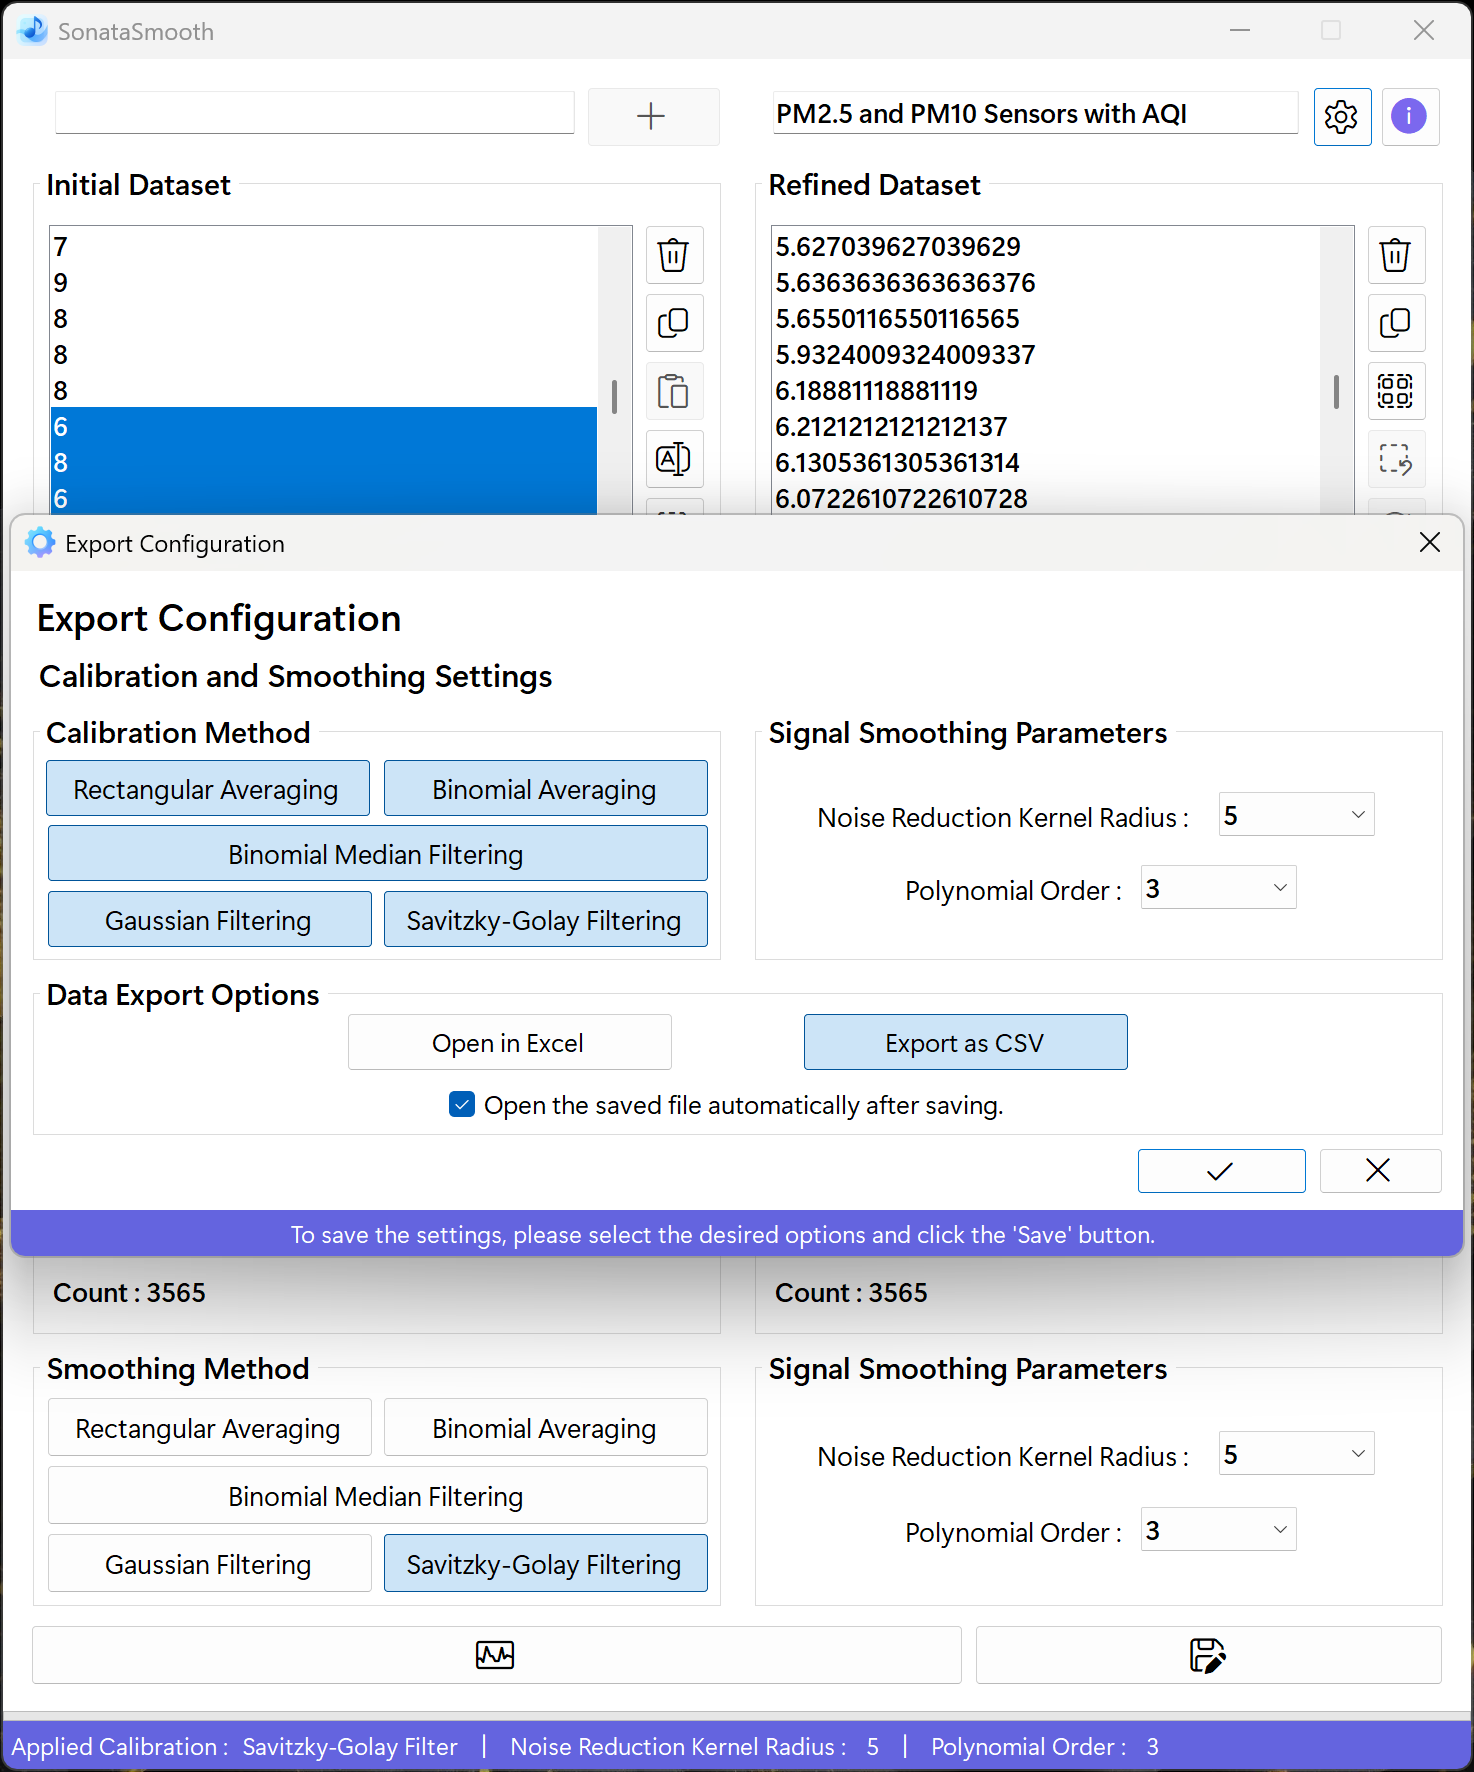 SonataSmooth
PM2.5 and PM10 Sensors with AQI
Initial Dataset
7
9
8
8
8
6
8
6
Refined Dataset
5.627039627039629
5.6363636363636376
5.6550116550116565
5.9324009324009337
6.18881118881119
6.2121212121212137
6.1305361305361314
6.0722610722610728
Export Configuration
Export Configuration
Calibration and Smoothing Settings
Calibration Method
Rectangular Averaging
Binomial Averaging
Binomial Median Filtering
Gaussian Filtering
Savitzky-Golay Filtering
Signal Smoothing Parameters
Noise Reduction Kernel Radius : 5
Polynomial Order : 3
Data Export Options
Open in Excel
Export as CSV
Open the saved file automatically after saving.
To save the settings, please select the desired options and click the 'Save' button.
Count : 3565
Count : 3565
Smoothing Method
Rectangular Averaging
Binomial Averaging
Binomial Median Filtering
Gaussian Filtering
Savitzky-Golay Filtering
Signal Smoothing Parameters
Noise Reduction Kernel Radius : 5
Polynomial Order : 3
Applied Calibration : Savitzky-Golay Filter | Noise Reduction Kernel Radius : 5 | Polynomial Order : 3